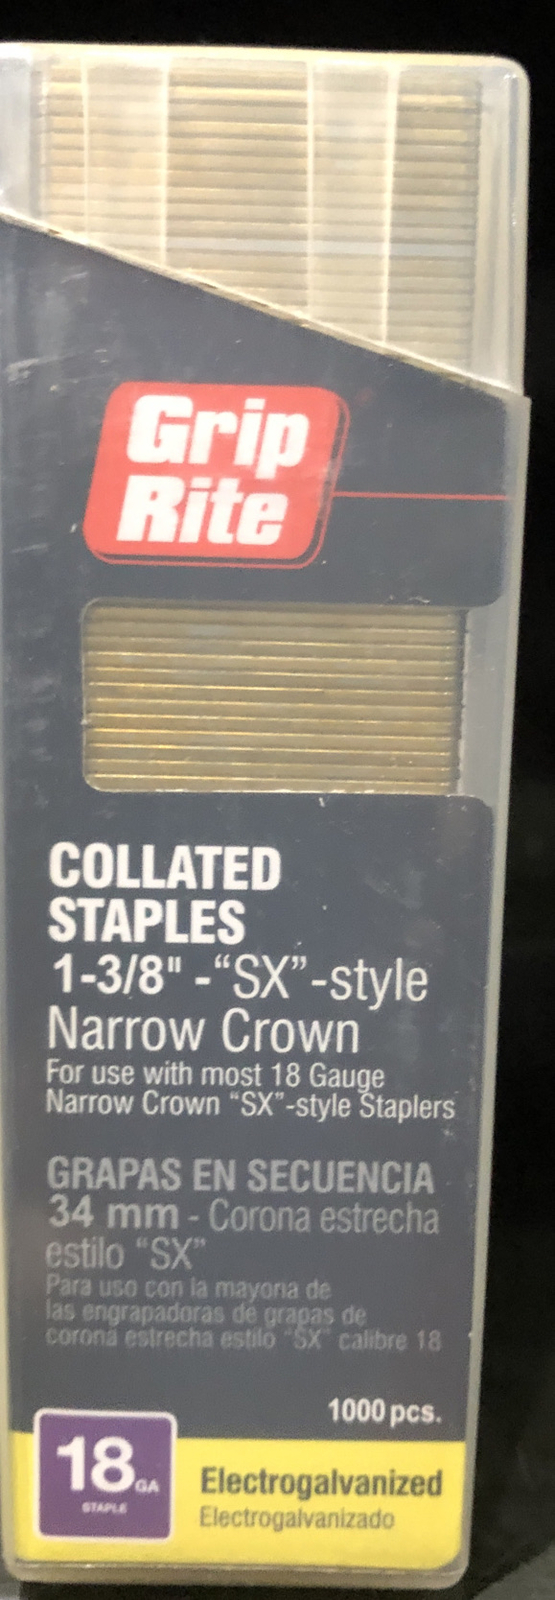 Grip
Rite
COLLATED
STAPLES
1-3/8" -“SX”-style
Narrow Crown
For use with most 18 Gauge
Narrow Crown “SX”-style Staplers
GRAPAS EN SECUENCIA
34 mm - Corona estrecha
estilo “SX”
Para uso con la mayoria de
las engrapadoras de grapas de
corona estrecha estilo “SX” calibre 18
1000 pcs.
18 GA
STAPLE
Electrogalvanized
Electrogalvanizado